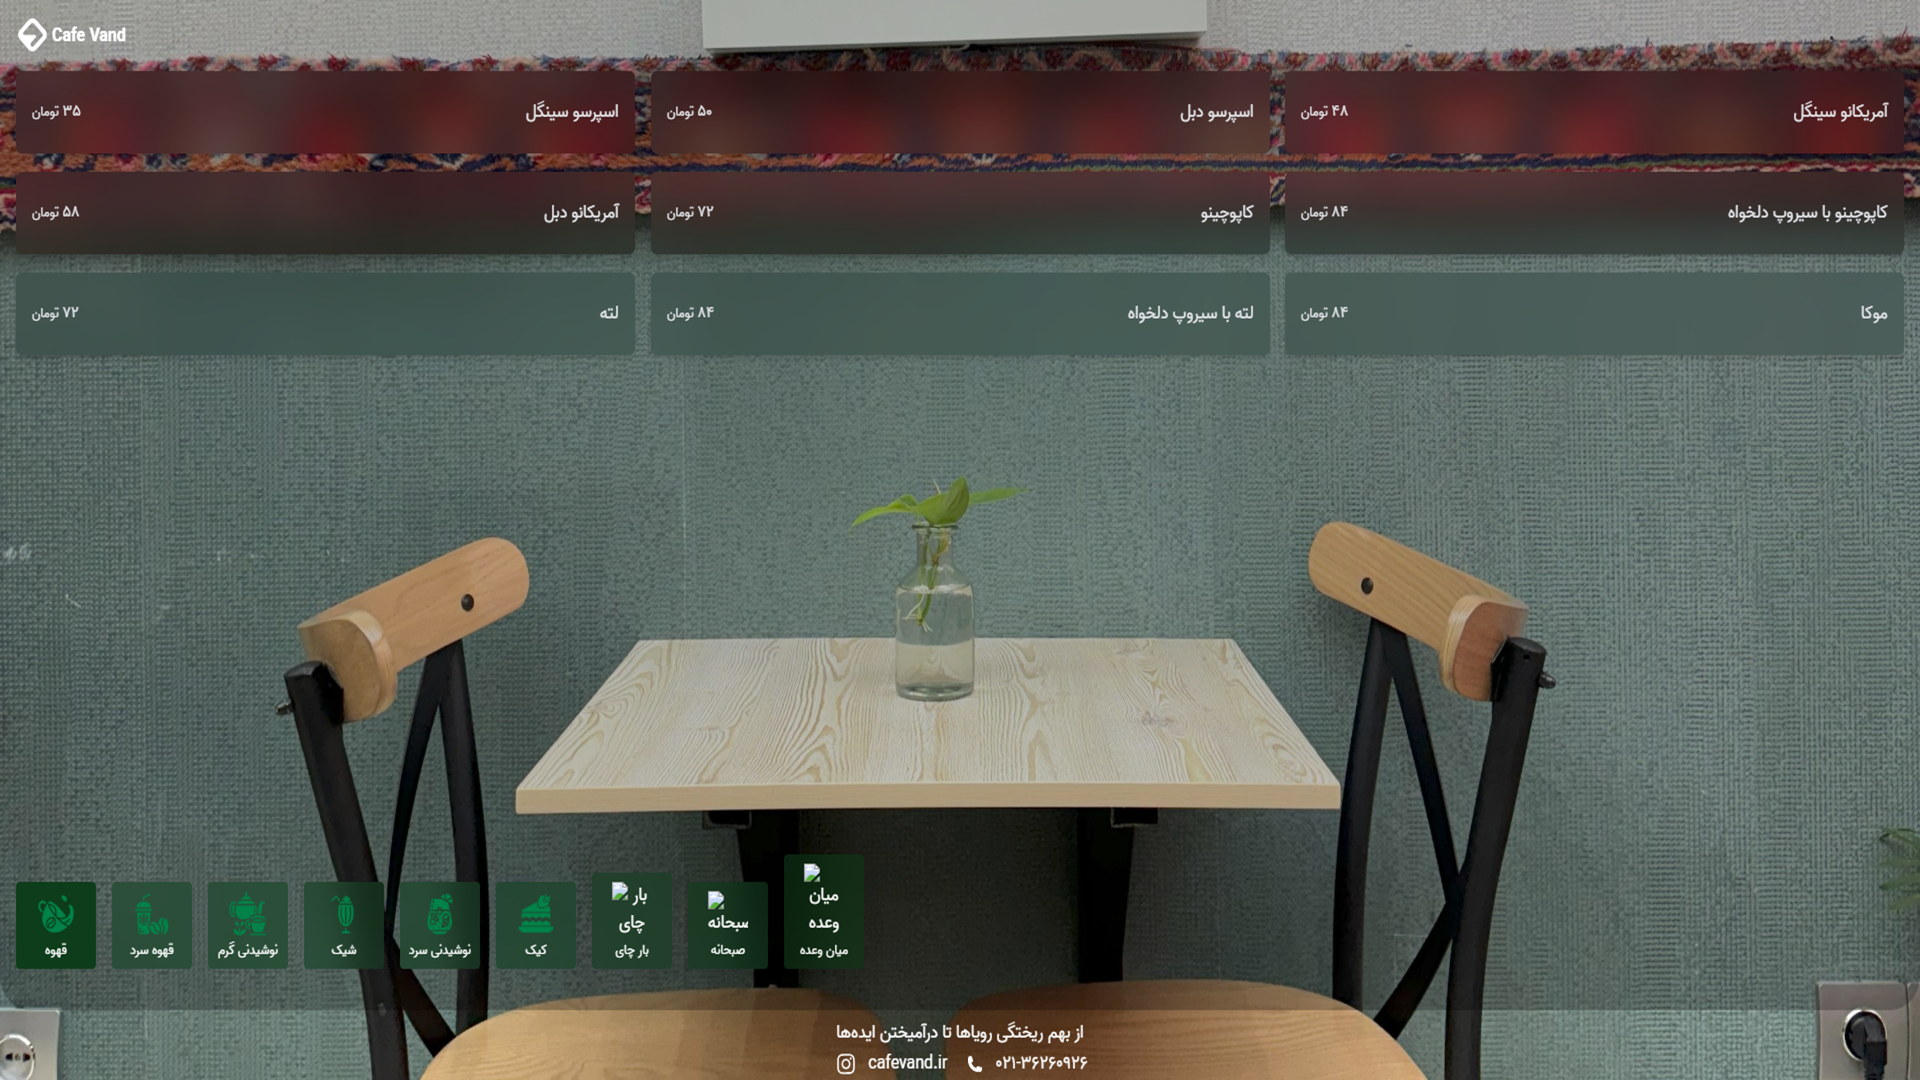 Cafe Vand
اسپرسو سینگل
۳۵ تومان
اسپرسو دبل
۵۰ تومان
آمریکانو سینگل
۴۸ تومان
آمریکانو دبل
۵۸ تومان
کاپوچینو
۷۲ تومان
کاپوچینو با سیروپ دلخواه
۸۴ تومان
لته
۷۲ تومان
لته با سیروپ دلخواه
۸۴ تومان
موکا
۸۴ تومان
قهوه
قهوه سرد
نوشیدنی گرم
شیک
نوشیدنی سرد
کیک
بار
چای
بار چای
صبحانه
صبحانه
میان
وعده
میان وعده
از بهم ریختگی رویاها تا درآمیختن ایده‌ها
cafevand.ir
۰۲۱-۳۶۲۶۰۹۲۶